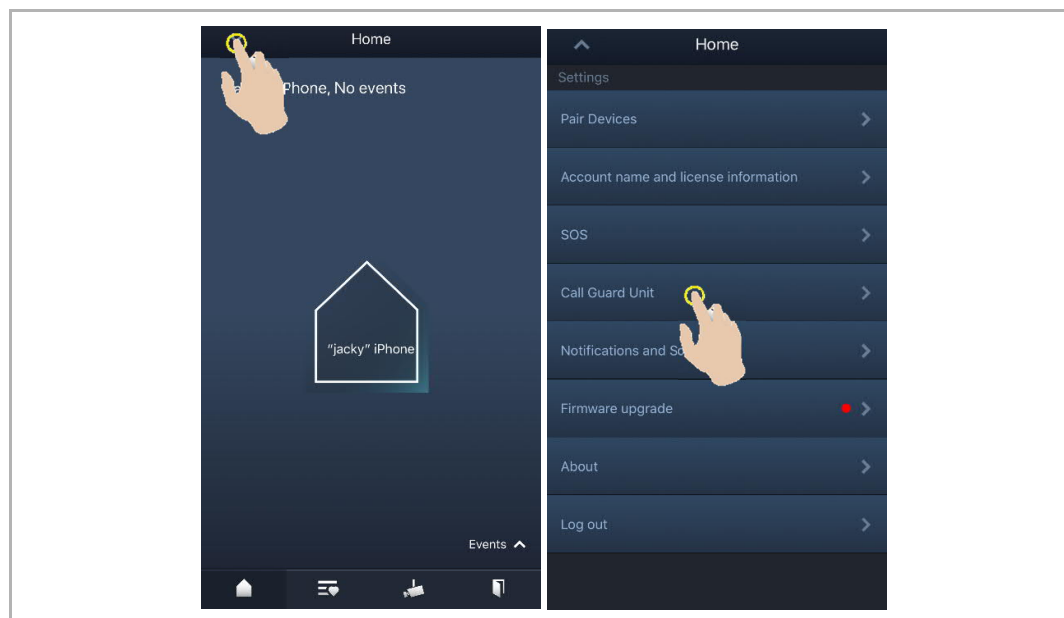 Home
Phone, No events
"jacky" iPhone
Events
Home
Settings
Pair Devices
Account name and license information
SOS
Call Guard Unit
Notifications and
Firmware upgrade
About
Log out